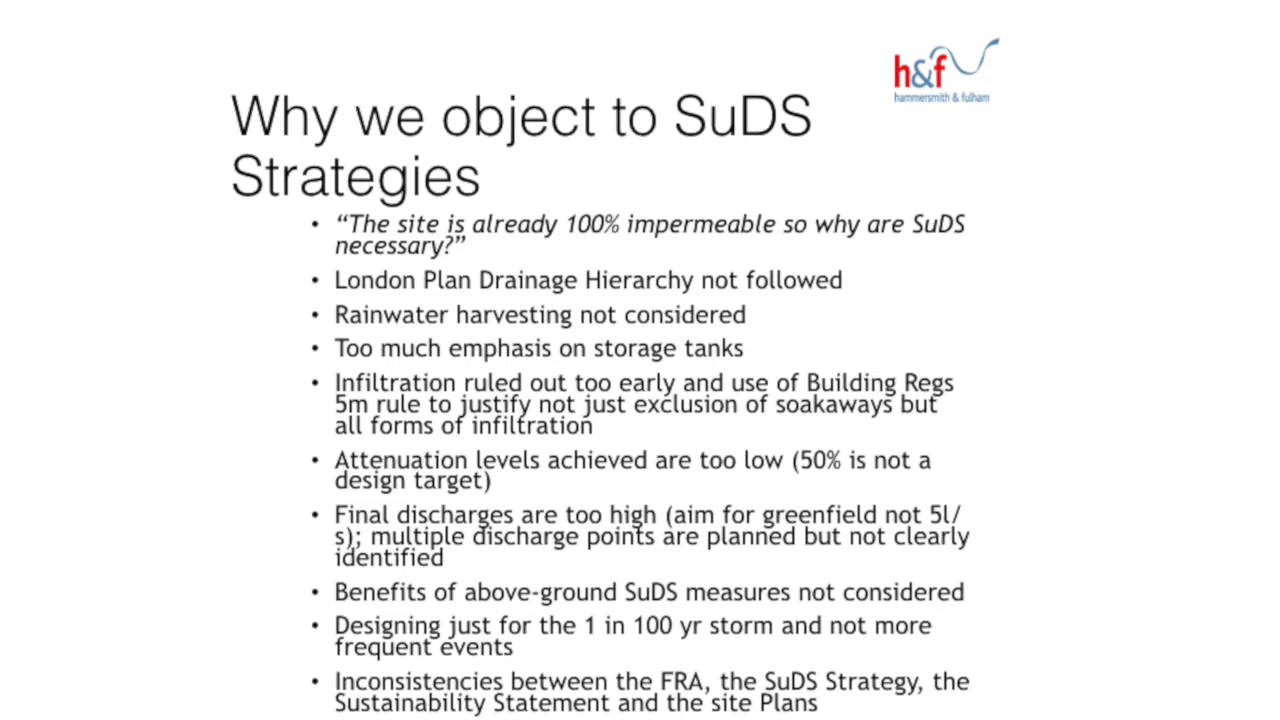 h&f
hammersmith & fulham
Why we object to SuDS
Strategies
• “The site is already 100% impermeable so why are SuDS
necessary?”
• London Plan Drainage Hierarchy not followed
• Rainwater harvesting not considered
• Too much emphasis on storage tanks
• Infiltration ruled out too early and use of Building Regs
5m rule to justify not just exclusion of soakaways but
all forms of infiltration
• Attenuation levels achieved are too low (50% is not a
design target)
• Final discharges are too high (aim for greenfield not 5l/
s); multiple discharge points are planned but not clearly
identified
• Benefits of above-ground SuDS measures not considered
• Designing just for the 1 in 100 yr storm and not more
frequent events
• Inconsistencies between the FRA, the SuDS Strategy, the
Sustainability Statement and the site Plans